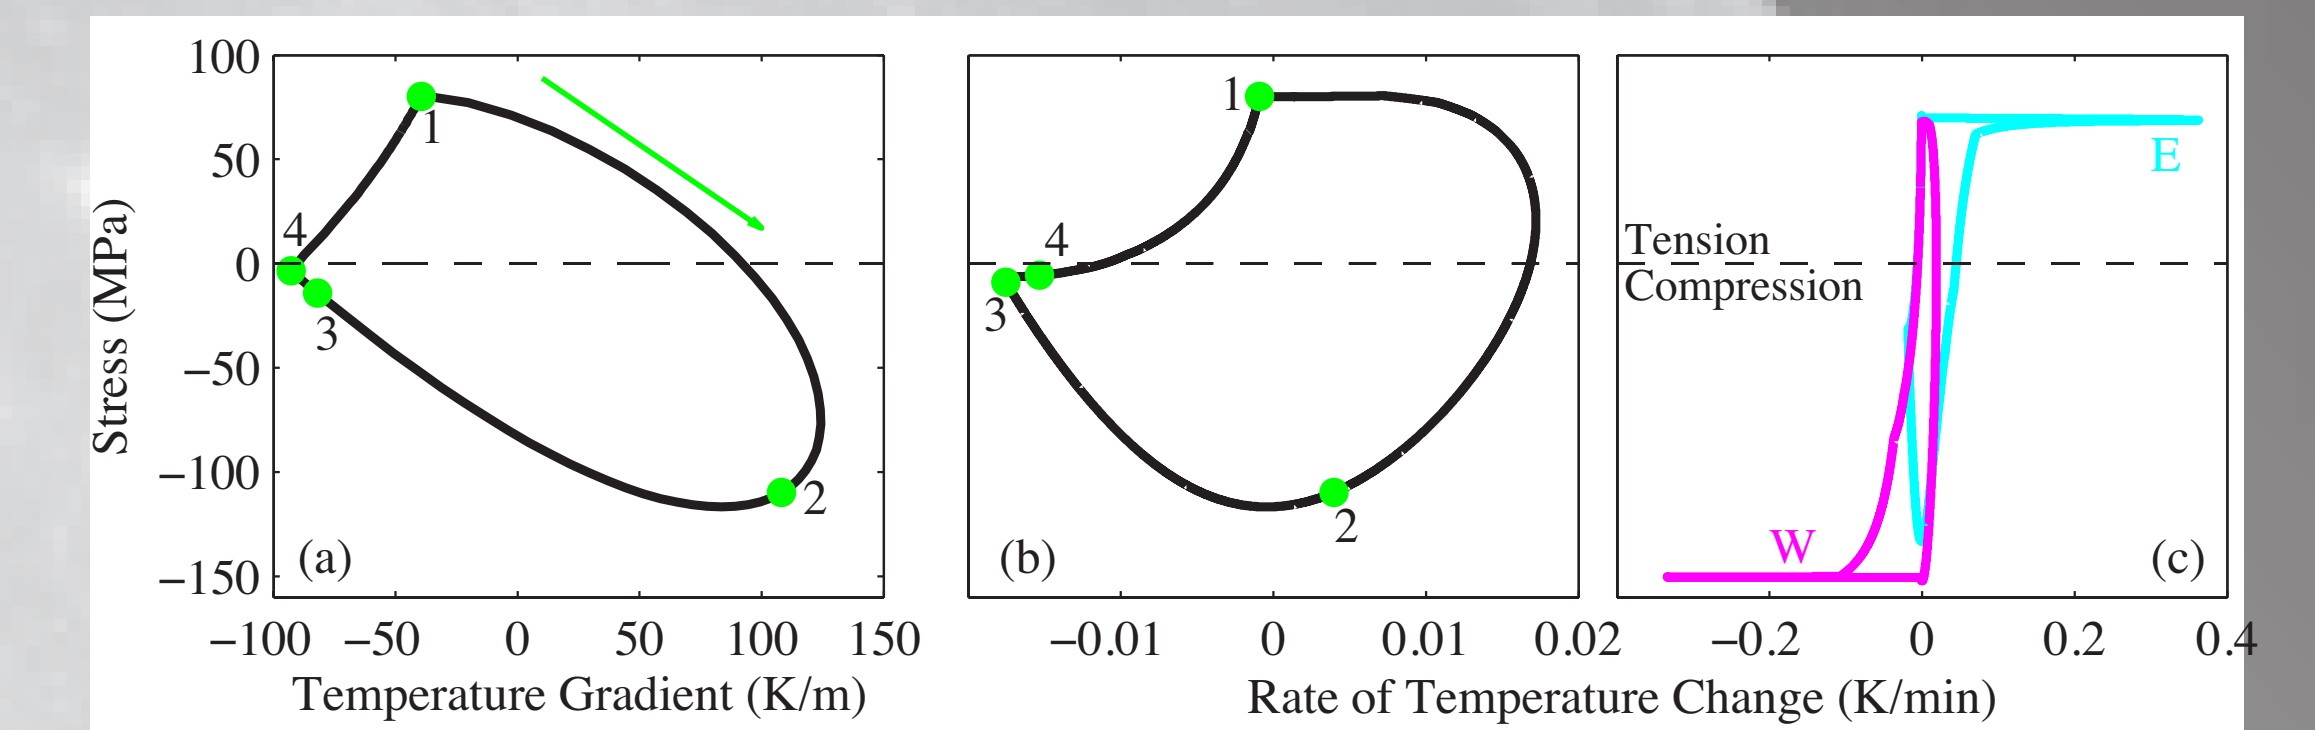 Stress (MPa)
100
50
0
−50
−100
−150
1
2
3
4
(a)
−100 −50 0 50 100 150
Temperature Gradient (K/m)
1
2
3
4
(b)
−0.01 0 0.01 0.02
Tension
Compression
E
W
(c)
−0.2 0 0.2 0.4
Rate of Temperature Change (K/min)